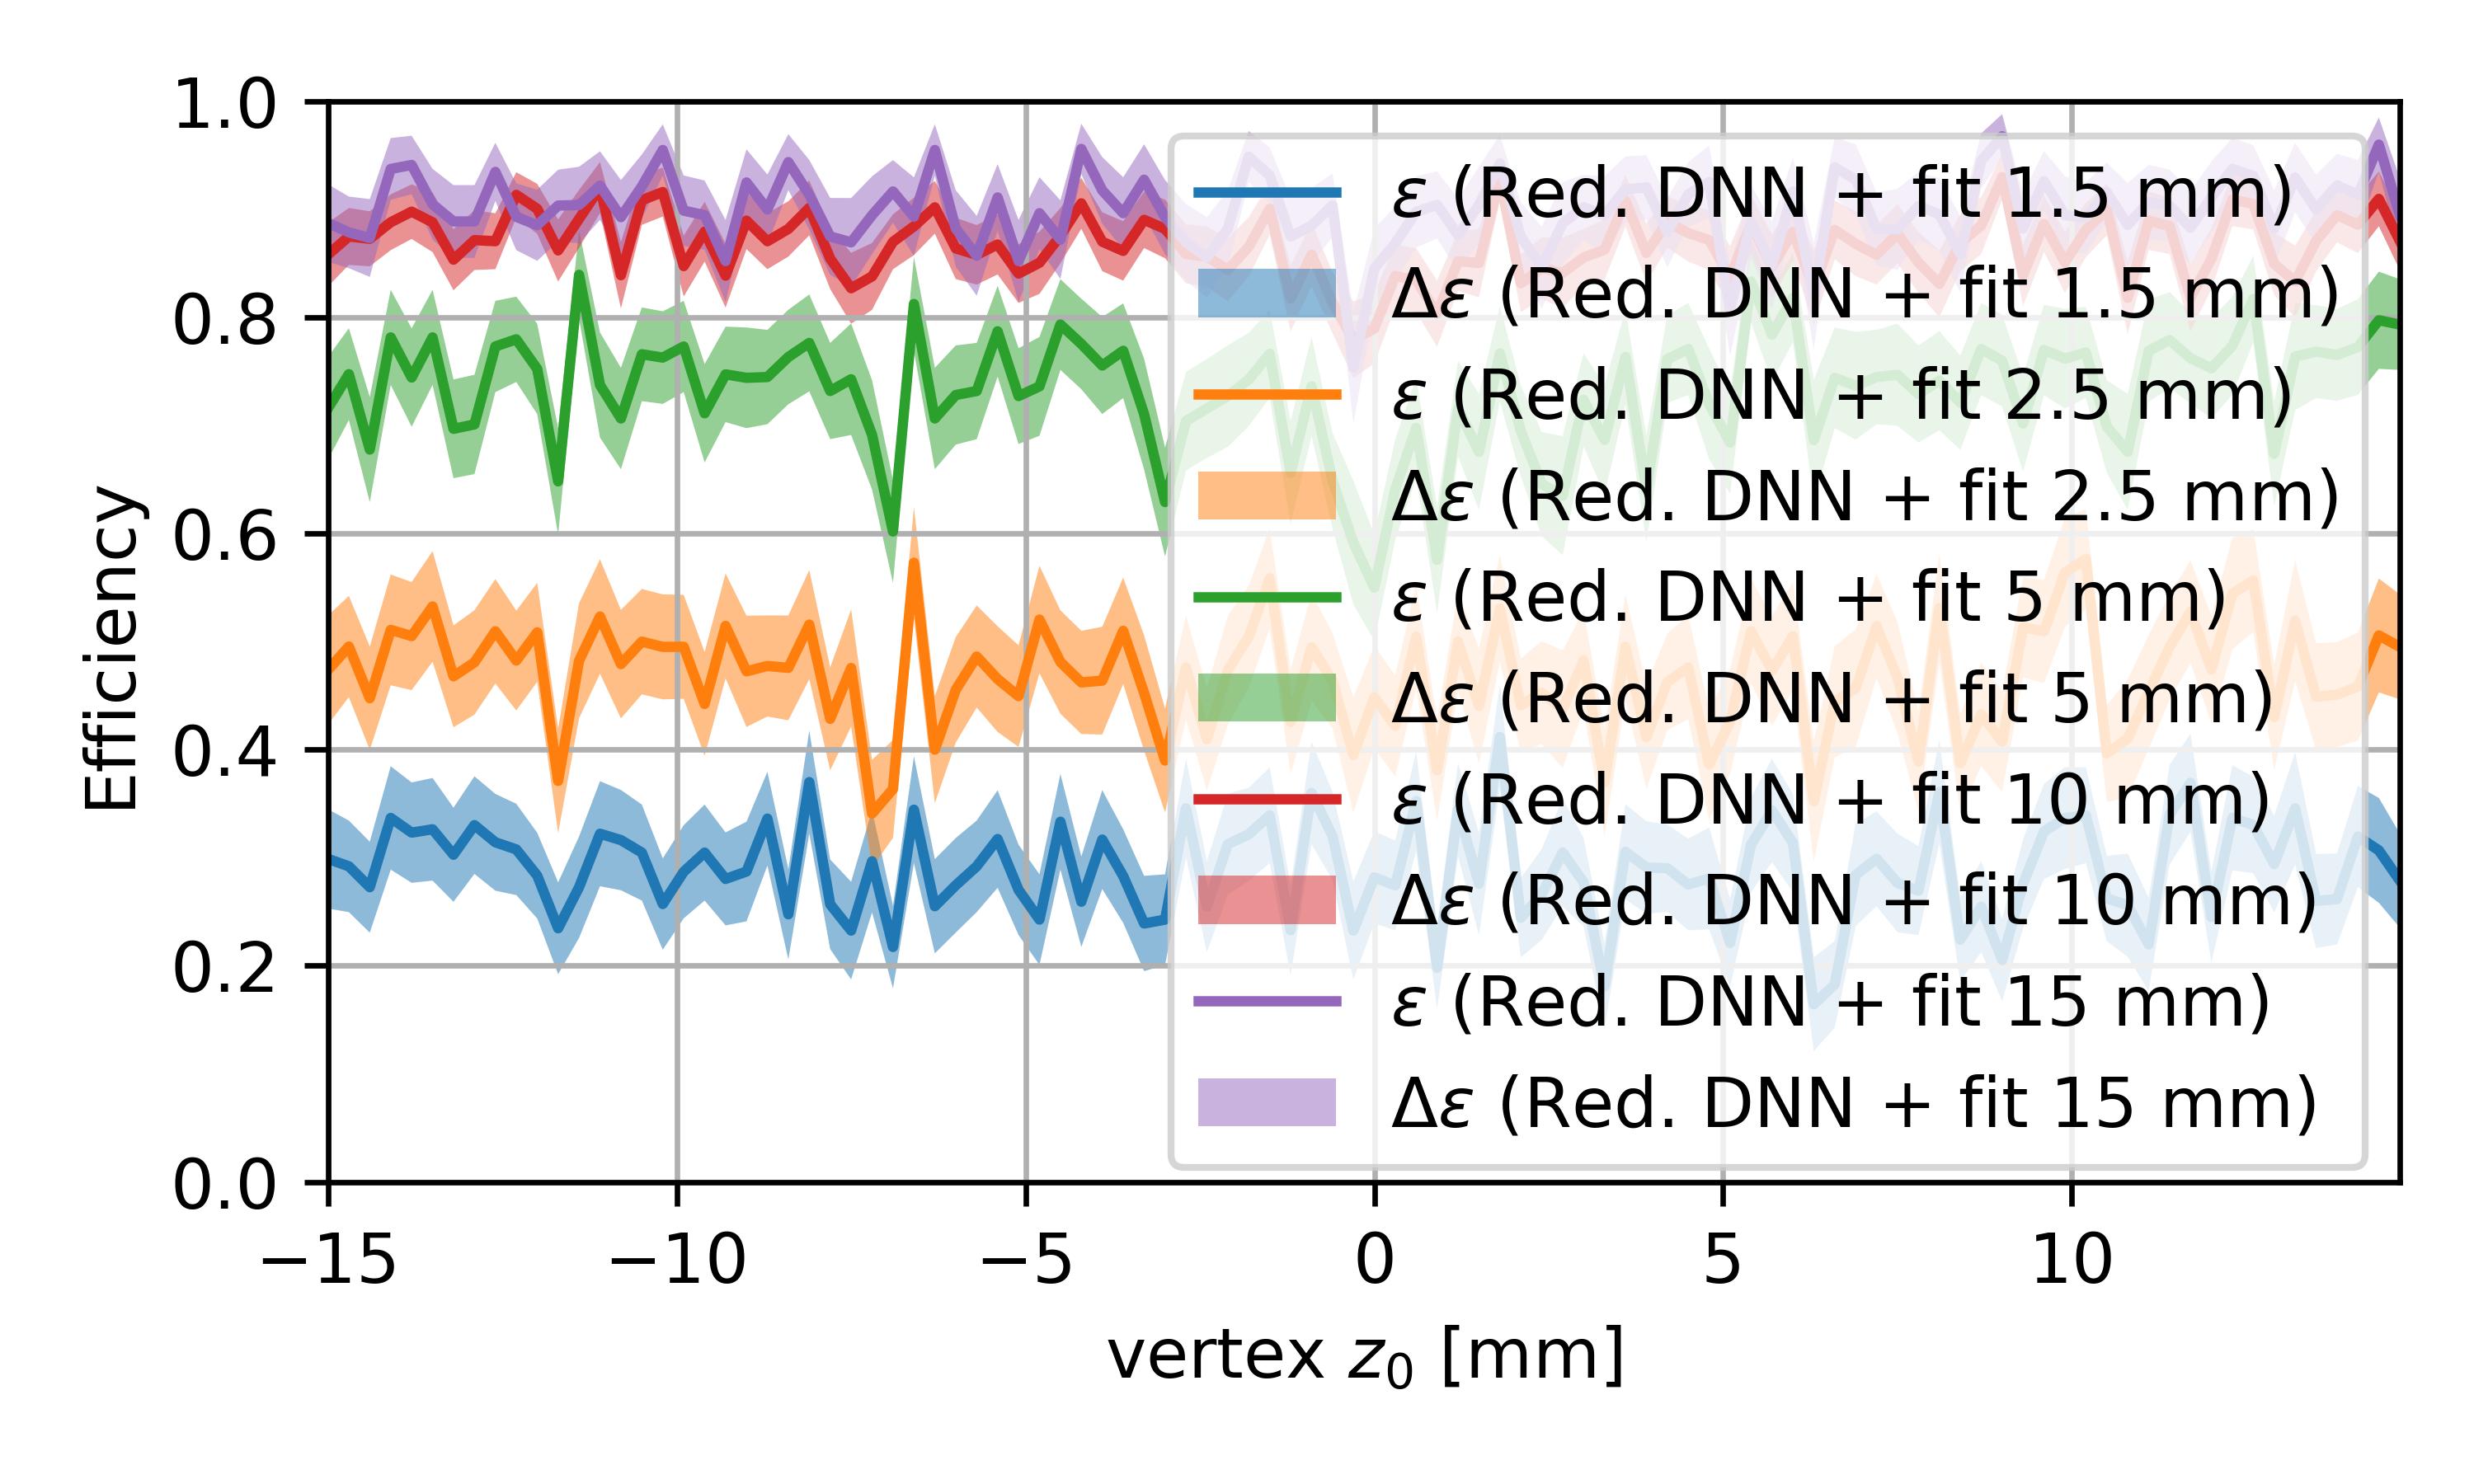 1.0
0.8
0.6
0.4
0.2
0.0
Efficiency
−15
−10
−5
0
5
10
vertex z₀ [mm]
ε (Red. DNN + fit 1.5 mm)
Δε (Red. DNN + fit 1.5 mm)
ε (Red. DNN + fit 2.5 mm)
Δε (Red. DNN + fit 2.5 mm)
ε (Red. DNN + fit 5 mm)
Δε (Red. DNN + fit 5 mm)
ε (Red. DNN + fit 10 mm)
Δε (Red. DNN + fit 10 mm)
ε (Red. DNN + fit 15 mm)
Δε (Red. DNN + fit 15 mm)